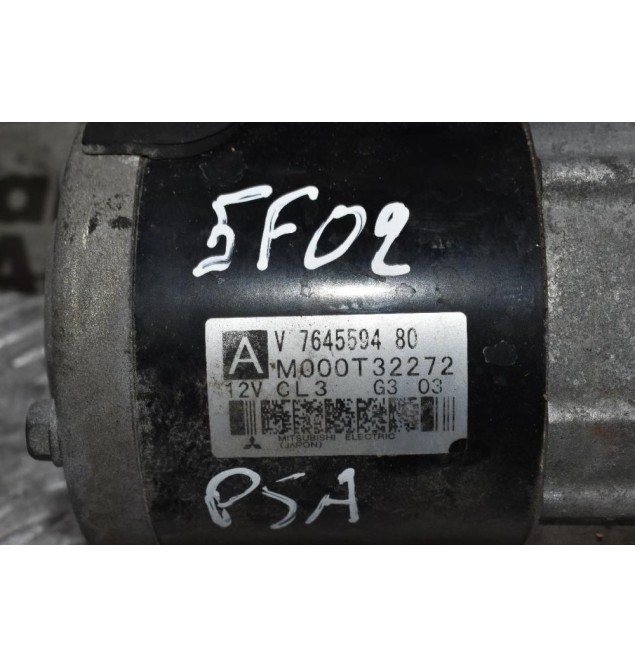 5F02
A V 7645594 80
M000T32272
12V CL3 G3 03
MITSUBISHI ELECTRIC
(JAPON)
PSA